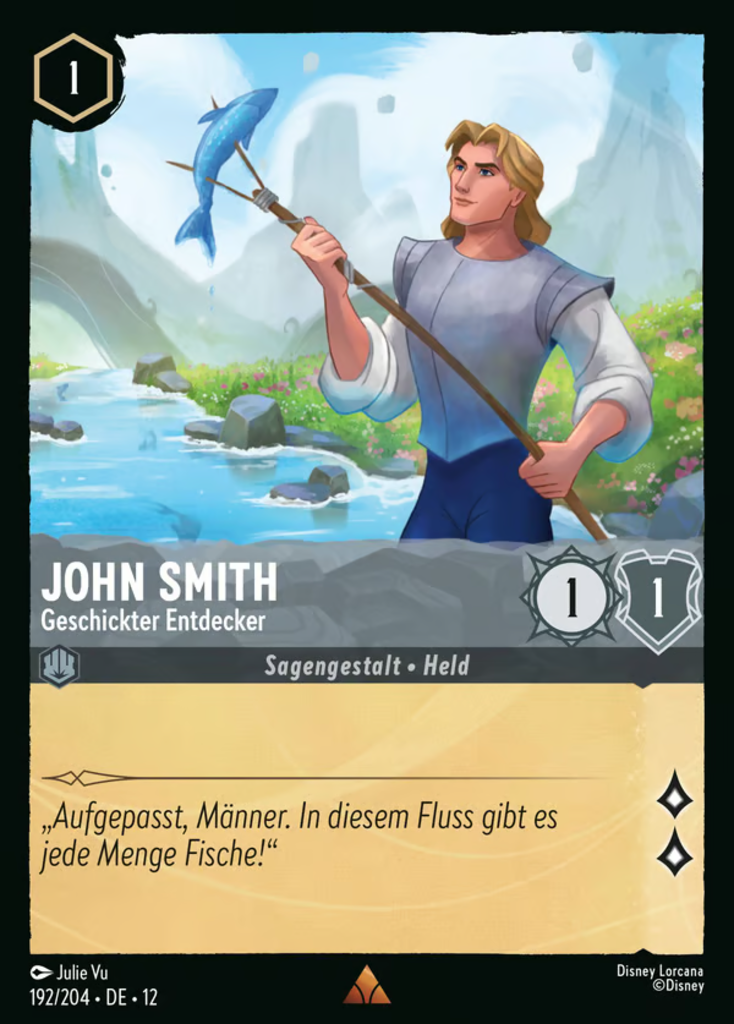 1
JOHN SMITH
Geschickter Entdecker
1
1
Sagengestalt • Held
„Aufgepasst, Männer. In diesem Fluss gibt es
jede Menge Fische!“
Julie Vu
192/204 • DE • 12
Disney Lorcana
©Disney